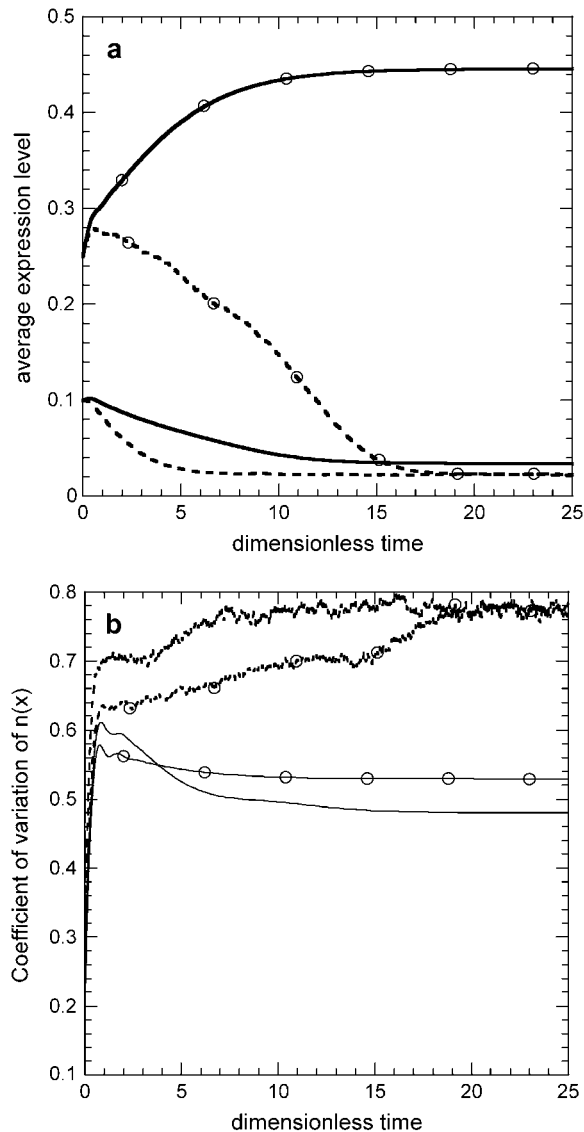 a
average expression level
0.5
0.4
0.3
0.2
0.1
0
0 5 10 15 20 25
dimensionless time
b
Coefficient of variation of n(x)
0.8
0.7
0.6
0.5
0.4
0.3
0.2
0.1
0 5 10 15 20 25
dimensionless time